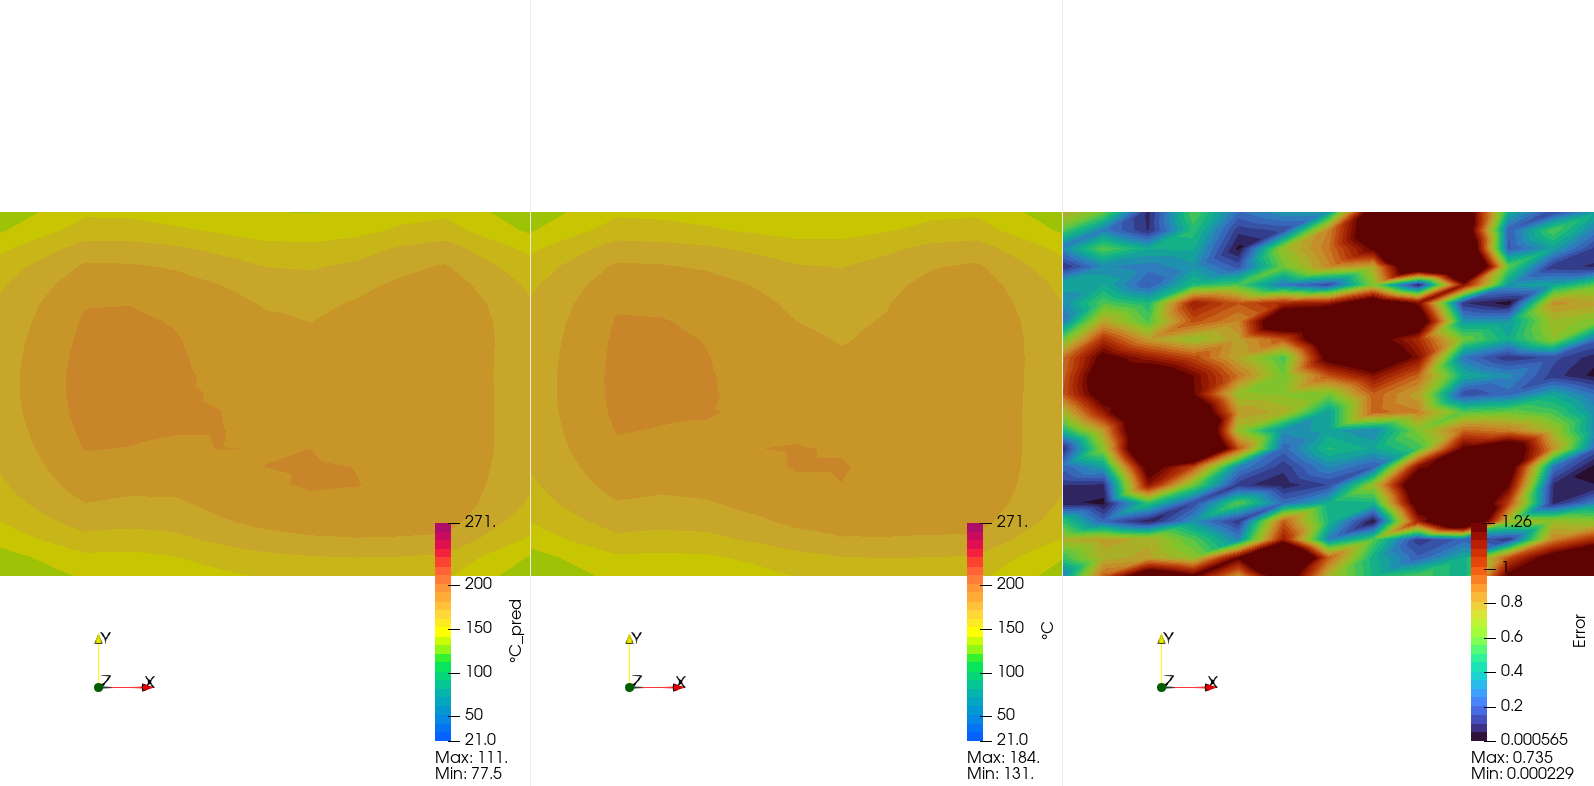 271.
200
150
100
50
21.0
°C_pred
Max: 111.
Min: 77.5
Y
Z
X
271.
200
150
100
50
21.0
°C
Max: 184.
Min: 131.
Y
Z
X
1.26
1
0.8
0.6
0.4
0.2
0.000565
Error
Max: 0.735
Min: 0.000229
Y
Z
X